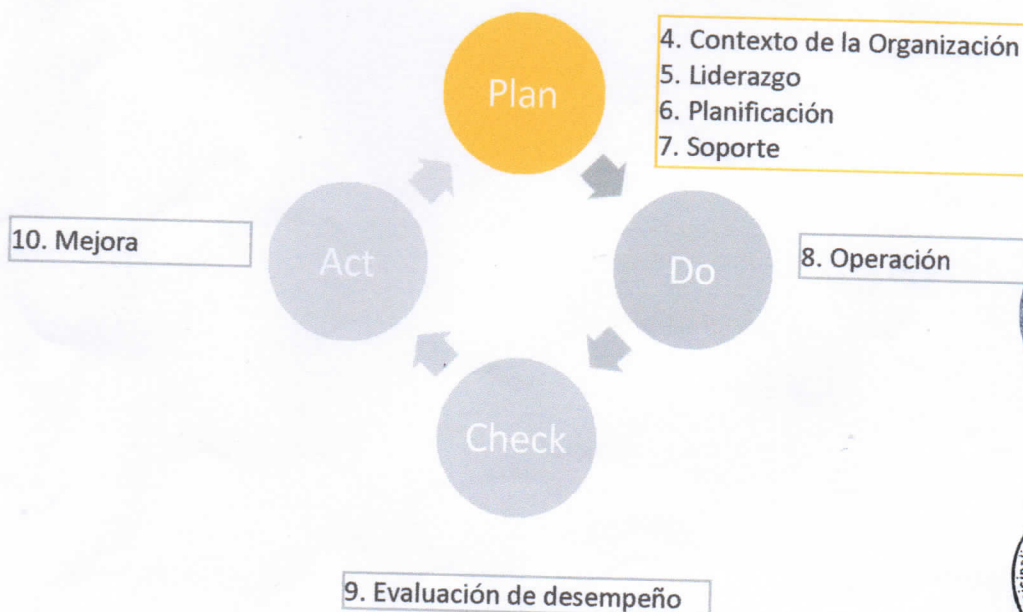 Plan
4. Contexto de la Organización
5. Liderazgo
6. Planificación
7. Soporte
10. Mejora
Act
Do
8. Operación
Check
9. Evaluación de desempeño